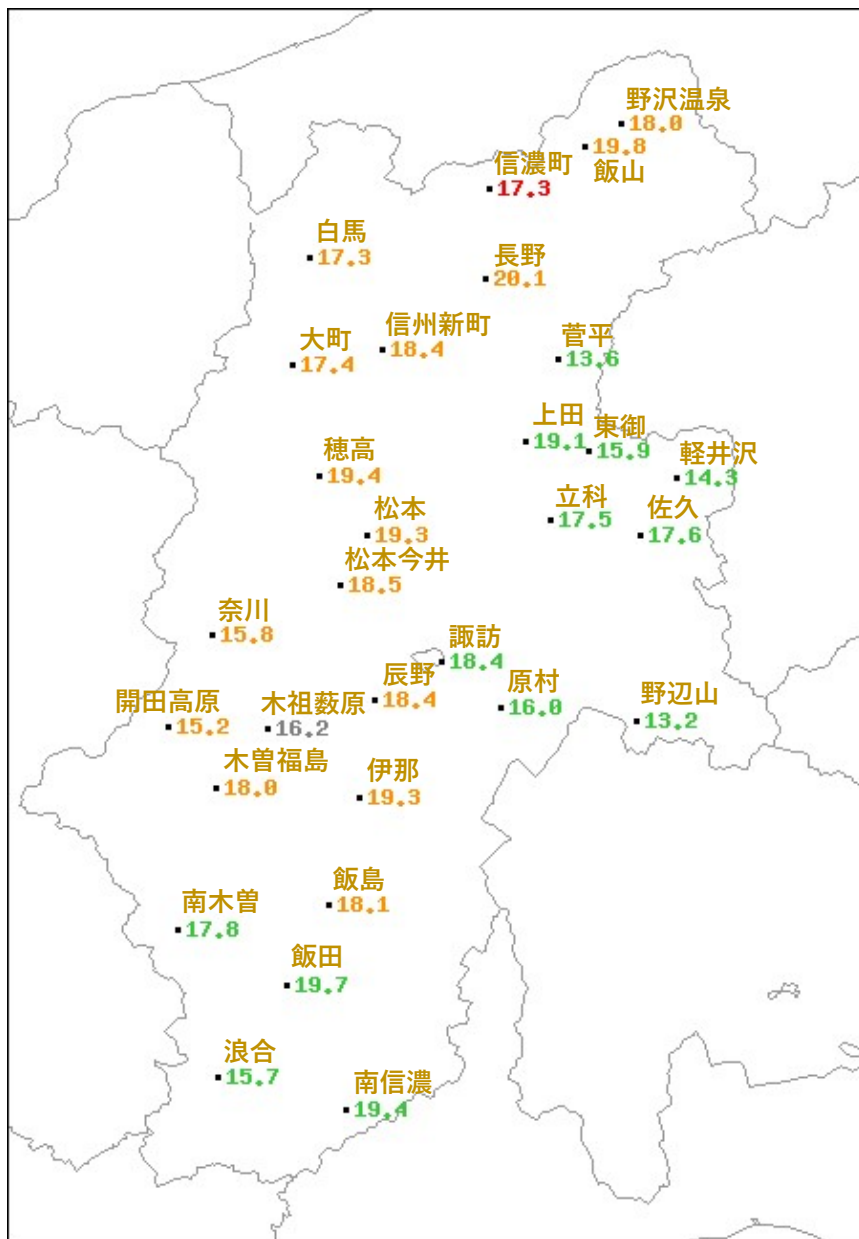 野沢温泉
18.0
19.8
飯山
信濃町
17.3
白馬
17.3
長野
20.1
信州新町
18.4
大町
17.4
菅平
13.6
上田
19.1
東御
15.9
穂高
19.4
軽井沢
14.3
立科
17.5
佐久
17.6
松本
19.3
松本今井
18.5
奈川
15.8
諏訪
18.4
辰野
18.4
原村
16.0
野辺山
13.2
開田高原
15.2
木祖薮原
16.2
木曽福島
18.0
伊那
19.3
飯島
18.1
南木曽
17.8
飯田
19.7
浪合
15.7
南信濃
19.4